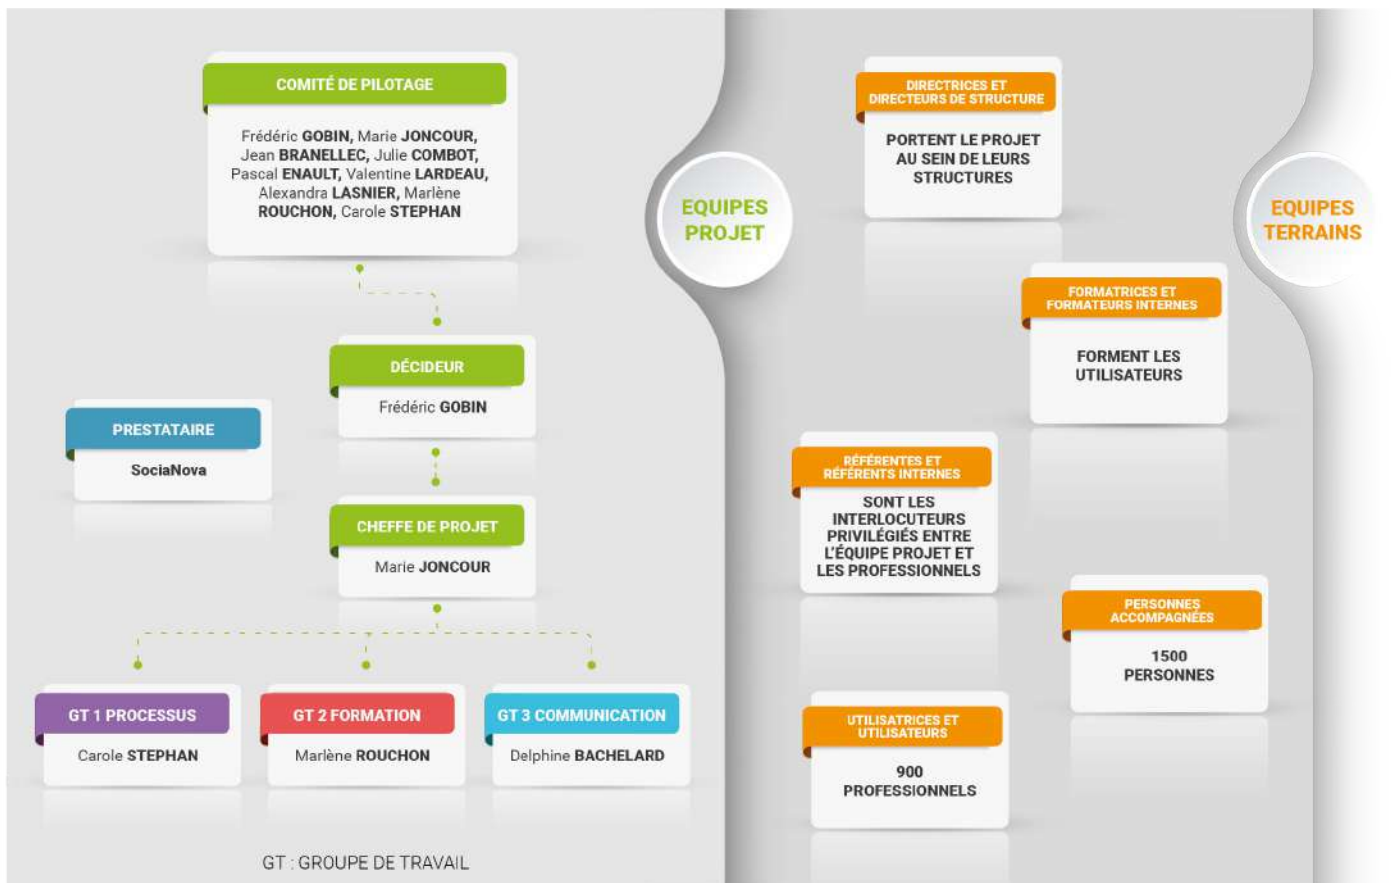 COMITÉ DE PILOTAGE
Frédéric GOBIN, Marie JONCOUR,
Jean BRANELLEC, Julie COMBOT,
Pascal ENAULT, Valentine LARDEAU,
Alexandra LASNIER, Marlène
ROUCHON, Carole STEPHAN
DÉCIDEUR
Frédéric GOBIN
PRESTATAIRE
SociaNova
CHEFFE DE PROJET
Marie JONCOUR
GT 1 PROCESSUS
Carole STEPHAN
GT 2 FORMATION
Marlène ROUCHON
GT 3 COMMUNICATION
Delphine BACHELARD
GT : GROUPE DE TRAVAIL
EQUIPES
PROJET
DIRECTRICES ET
DIRECTEURS DE STRUCTURE
PORTENT LE PROJET
AU SEIN DE LEURS
STRUCTURES
FORMATRICES ET
FORMATEURS INTERNES
FORMENT LES
UTILISATEURS
RÉFÉRENTES ET
RÉFÉRENTS INTERNES
SONT LES
INTERLOCUTEURS
PRIVILÉGIÉS ENTRE
L'ÉQUIPE PROJET ET
LES PROFESSIONNELS
PERSONNES
ACCOMPAGNÉES
1500
PERSONNES
UTILISATRICES ET
UTILISATEURS
900
PROFESSIONNELS
EQUIPES
TERRAINS